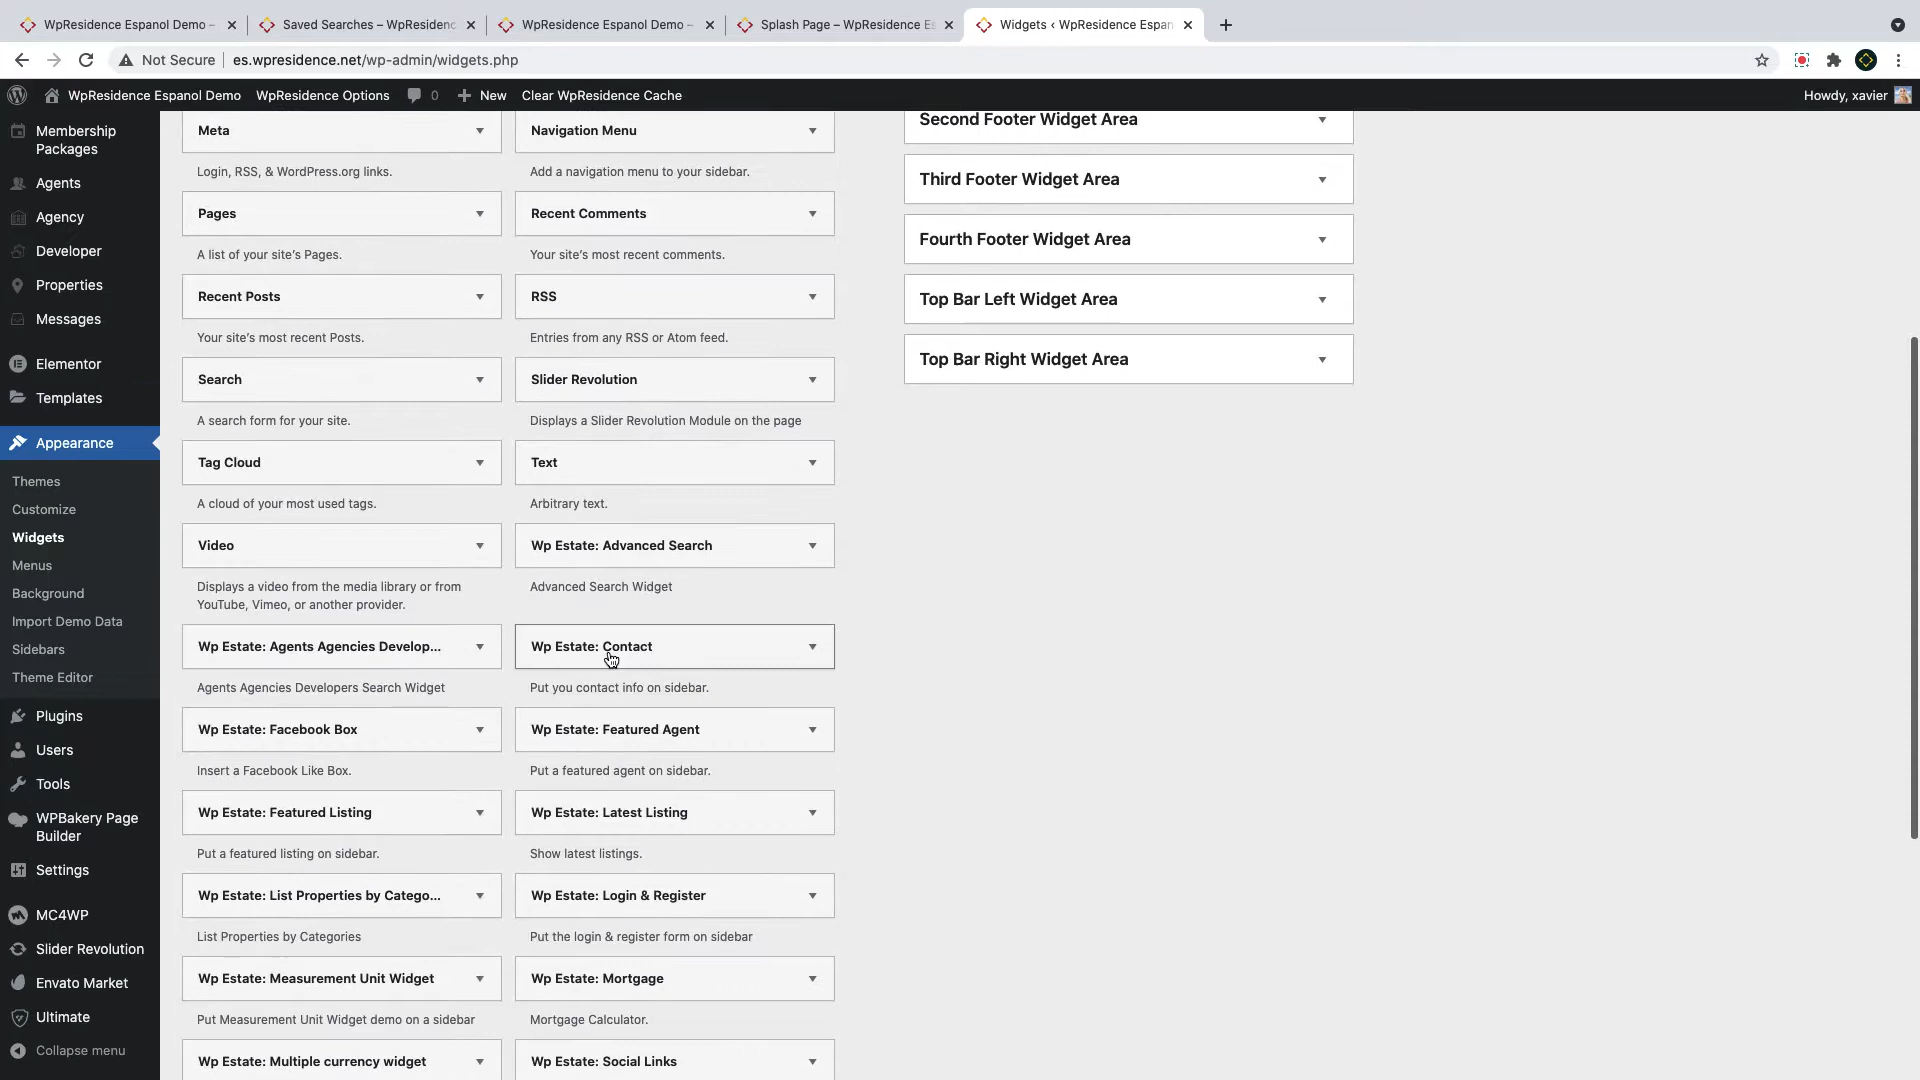 WpResidence Espanol Demo –
Saved Searches – WpResidenc
WpResidence Espanol Demo –
Splash Page – WpResidence Es
Widgets ‹ WpResidence Espan
Not Secure
es.wpresidence.net/wp-admin/widgets.php
WpResidence Espanol Demo
WpResidence Options
0
New
Clear WpResidence Cache
Howdy, xavier
Membership
Packages
Agents
Agency
Developer
Properties
Messages
Elementor
Templates
Appearance
Themes
Customize
Widgets
Menus
Background
Import Demo Data
Sidebars
Theme Editor
Plugins
Users
Tools
WPBakery Page
Builder
Settings
MC4WP
Slider Revolution
Envato Market
Ultimate
Collapse menu
Meta
Login, RSS, & WordPress.org links.
Navigation Menu
Add a navigation menu to your sidebar.
Pages
A list of your site's Pages.
Recent Comments
Your site's most recent comments.
Recent Posts
Your site's most recent Posts.
RSS
Entries from any RSS or Atom feed.
Search
A search form for your site.
Slider Revolution
Displays a Slider Revolution Module on the page
Tag Cloud
A cloud of your most used tags.
Text
Arbitrary text.
Video
Displays a video from the media library or from
YouTube, Vimeo, or another provider.
Wp Estate: Advanced Search
Advanced Search Widget
Wp Estate: Agents Agencies Develop...
Agents Agencies Developers Search Widget
Wp Estate: Contact
Put you contact info on sidebar.
Wp Estate: Facebook Box
Insert a Facebook Like Box.
Wp Estate: Featured Agent
Put a featured agent on sidebar.
Wp Estate: Featured Listing
Put a featured listing on sidebar.
Wp Estate: Latest Listing
Show latest listings.
Wp Estate: List Properties by Catego...
List Properties by Categories
Wp Estate: Login & Register
Put the login & register form on sidebar
Wp Estate: Measurement Unit Widget
Put Measurement Unit Widget demo on a sidebar
Wp Estate: Mortgage
Mortgage Calculator.
Wp Estate: Multiple currency widget
Wp Estate: Social Links
Second Footer Widget Area
Third Footer Widget Area
Fourth Footer Widget Area
Top Bar Left Widget Area
Top Bar Right Widget Area